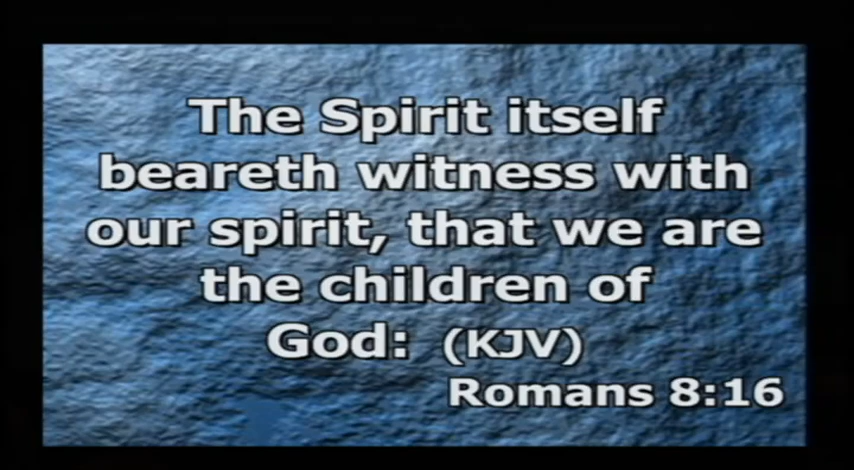 The Spirit itself
beareth witness with
our spirit, that we are
the children of
God: (KJV)
Romans 8:16